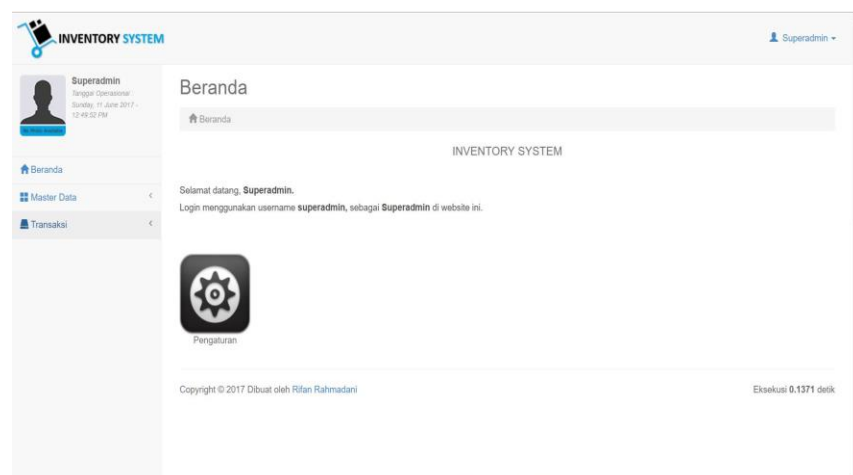 INVENTORY SYSTEM
Superadmin
Superadmin
Tanggal Operasional :
Sunday, 11 June 2017 -
12:49:52 PM
Beranda
Master Data
Transaksi
Beranda
Beranda
INVENTORY SYSTEM
Selamat datang, Superadmin.
Login menggunakan username superadmin, sebagai Superadmin di website ini.
Pengaturan
Copyright © 2017 Dibuat oleh Rifan Rahmadani
Eksekusi 0.1371 detik